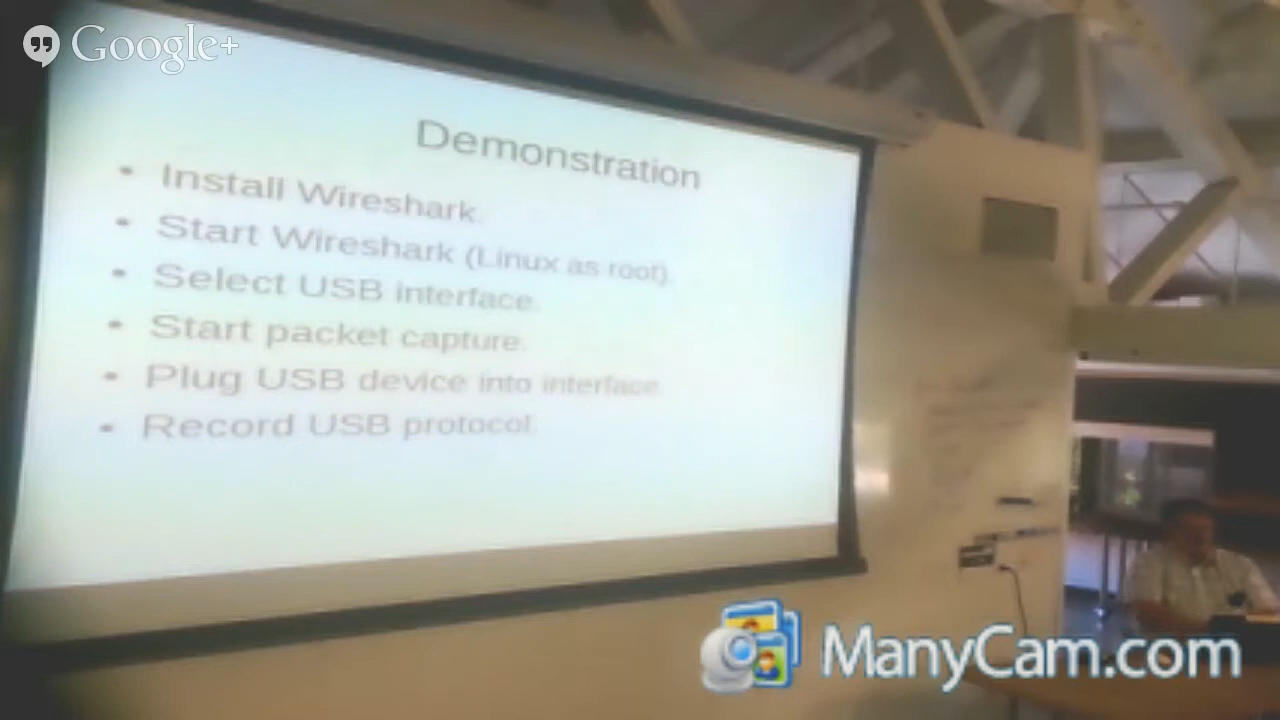 Google+
Demonstration
• Install Wireshark.
• Start Wireshark (Linux as root).
• Select USB interface.
• Start packet capture.
• Plug USB device into interface.
• Record USB protocol.
ManyCam.com